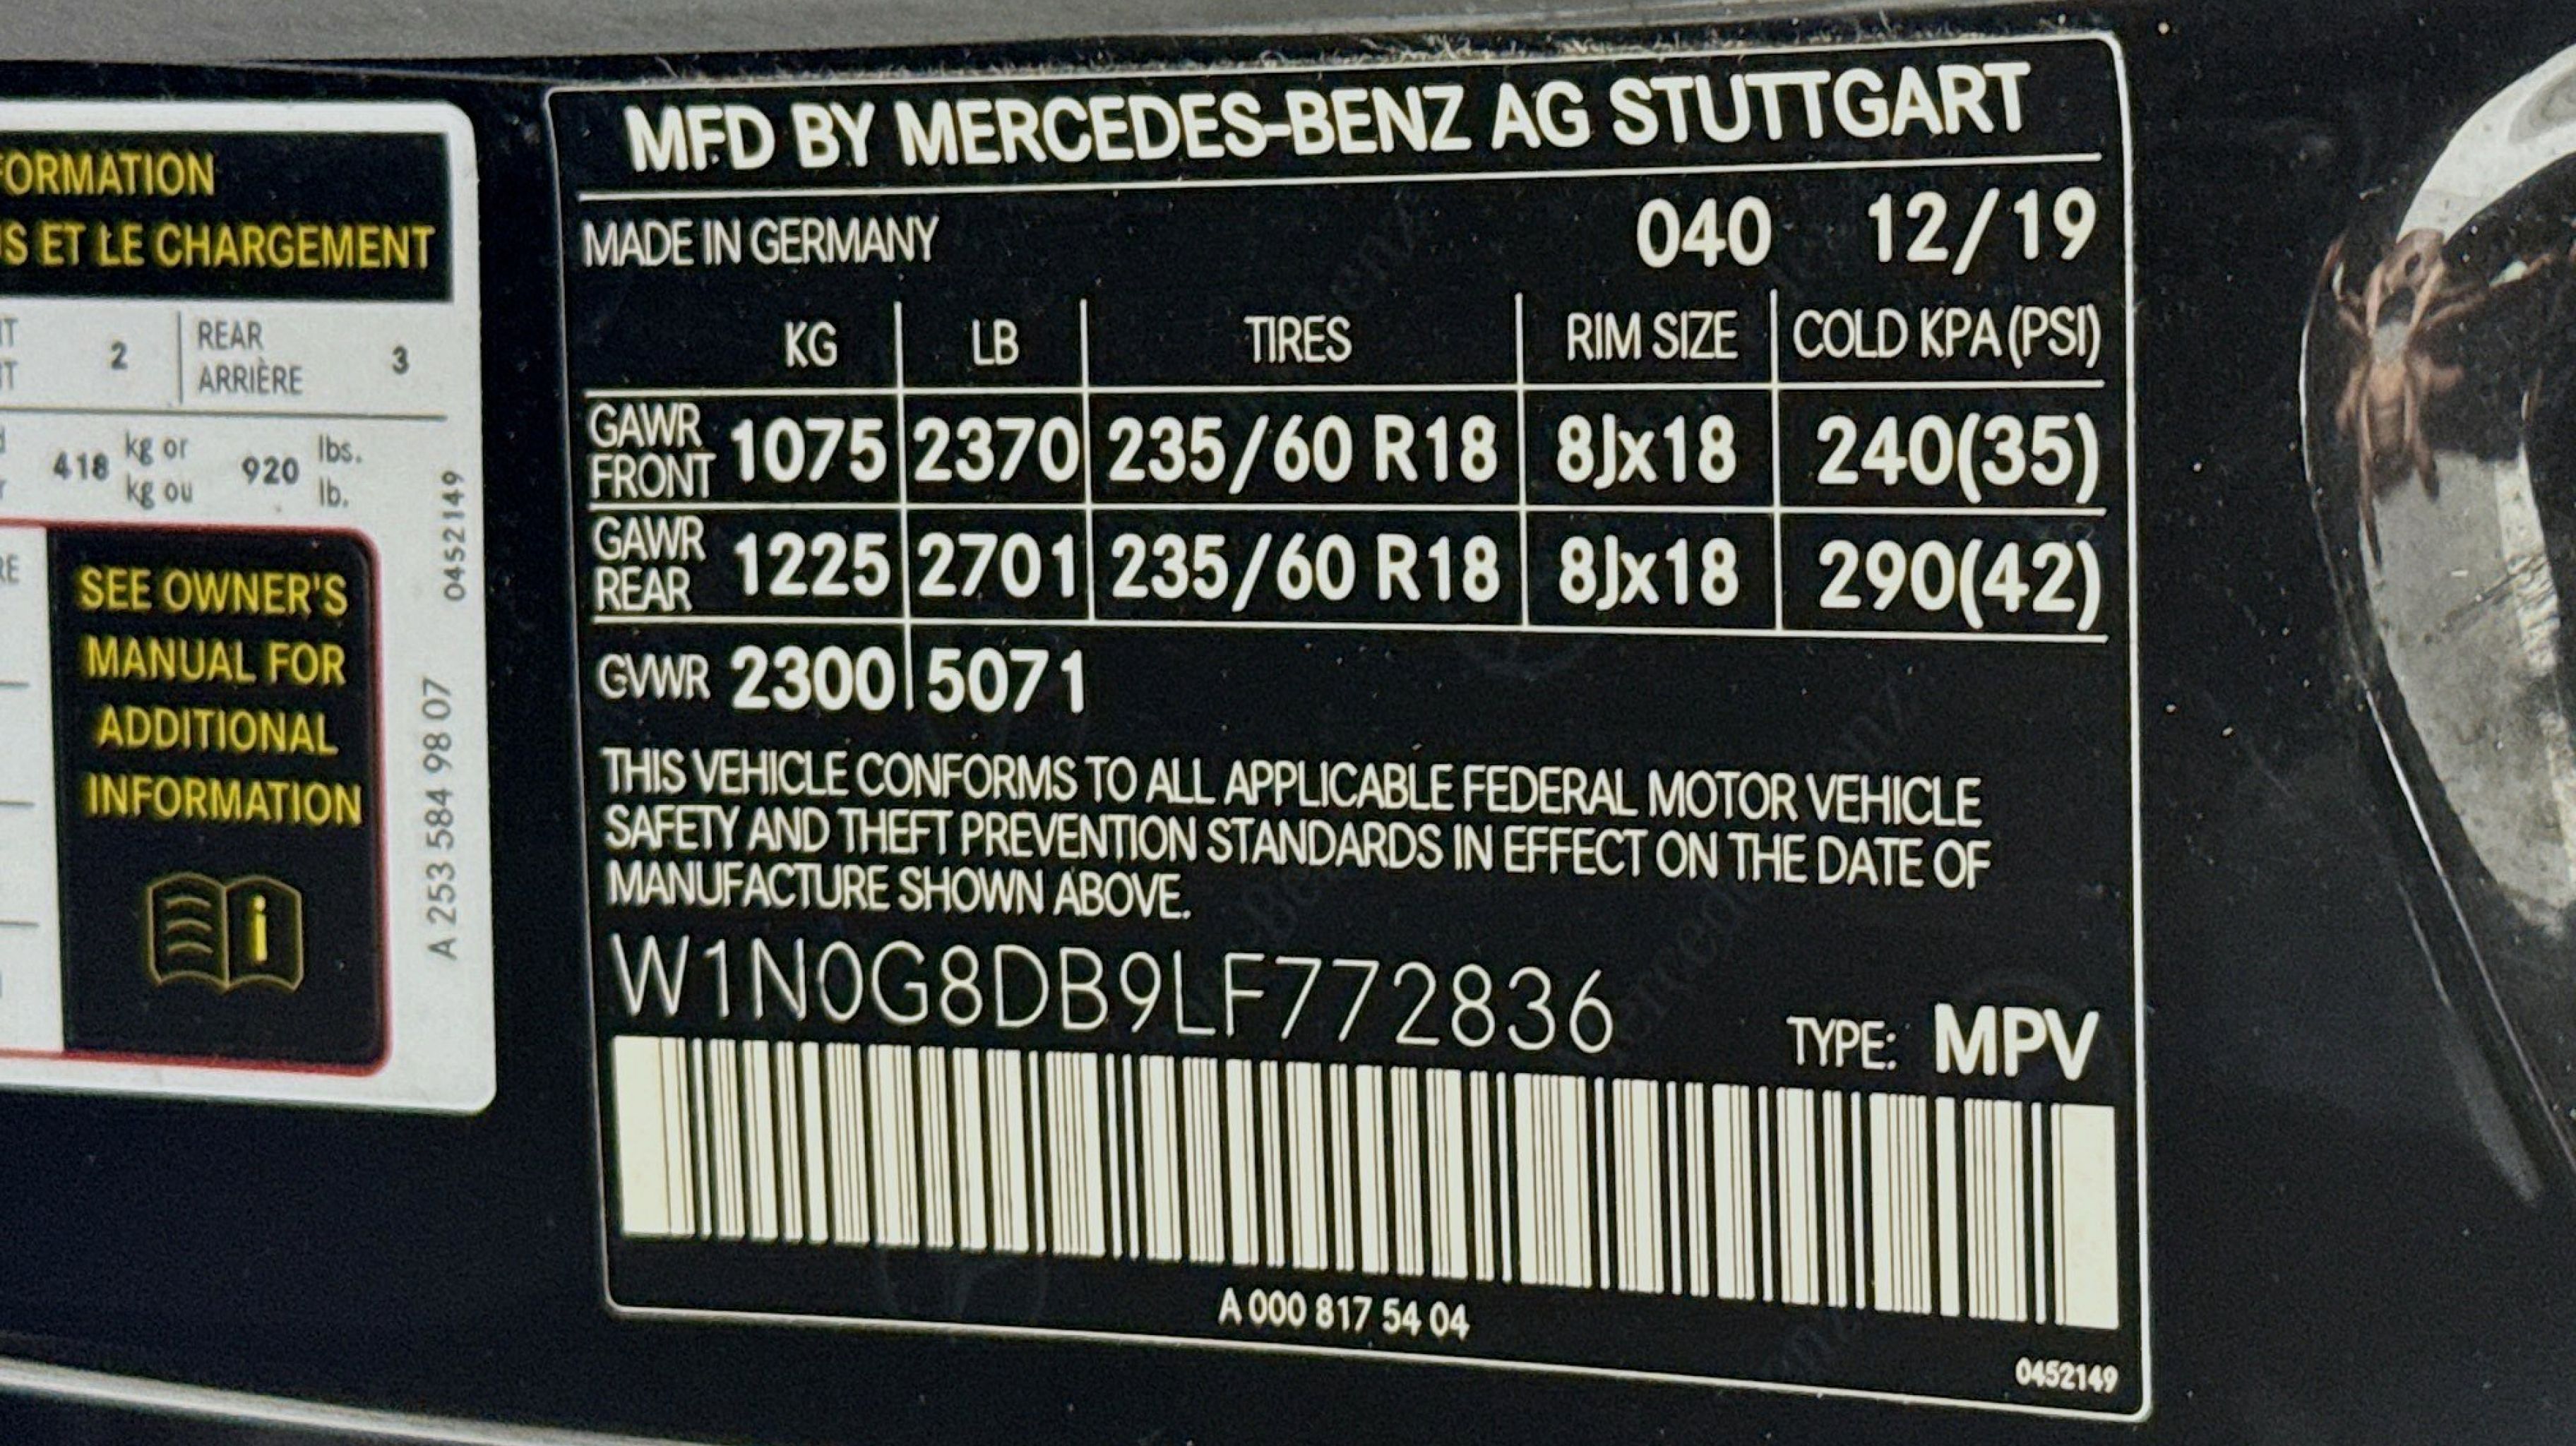 FORMATION
US ET LE CHARGEMENT
2 REAR 3
ARRIÈRE
418 kg or 920 lbs.
kg ou lb.
0452149
SEE OWNER'S
MANUAL FOR
ADDITIONAL
INFORMATION
A 253 584 98 07
MFD BY MERCEDES-BENZ AG STUTTGART
MADE IN GERMANY 040 12/19
KG LB TIRES RIM SIZE COLD KPA (PSI)
GAWR FRONT 1075 2370 235/60 R18 8Jx18 240(35)
GAWR REAR 1225 2701 235/60 R18 8Jx18 290(42)
GVWR 2300 5071
THIS VEHICLE CONFORMS TO ALL APPLICABLE FEDERAL MOTOR VEHICLE
SAFETY AND THEFT PREVENTION STANDARDS IN EFFECT ON THE DATE OF
MANUFACTURE SHOWN ABOVE.
W1N0G8DB9LF772836
TYPE: MPV
A 000 817 54 04
0452149